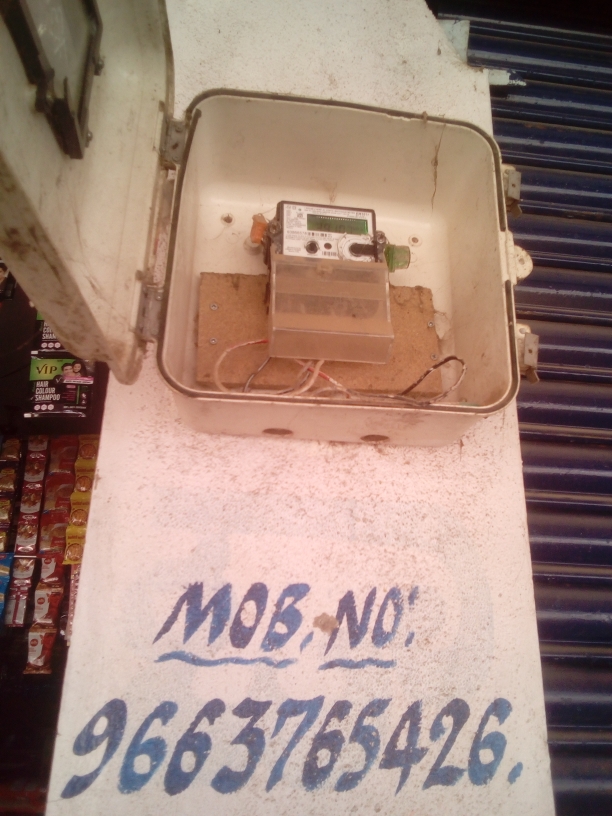 VIP
HAIR
COLOUR
SHAMPOO
MOB. NO:
9663765426.